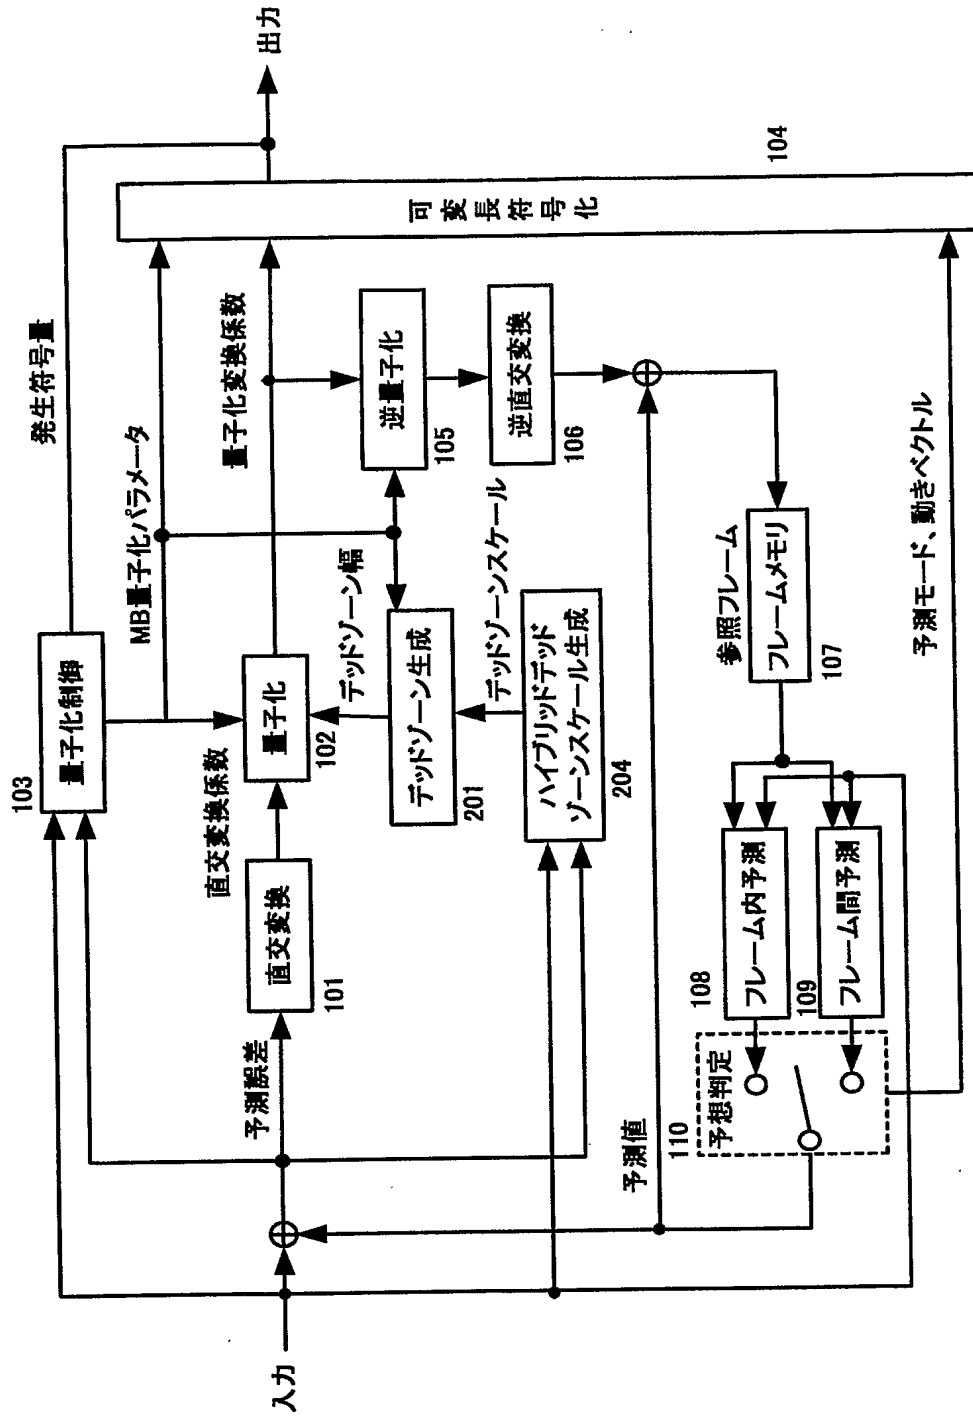 入力
予測誤差
直交変換
101
直交変換係数
量子化制御
103
量子化
102
MB量子化パラメータ
発生符号量
量子化変換係数
デッドゾーン幅
デッドゾーン生成
201
デッドゾーンスケール
ハイブリッドデッド
ゾーンスケール生成
204
逆量子化
105
逆直交変換
106
可変長符号化
104
出力
予測値
参照フレーム
フレームメモリ
107
フレーム内予測
108
フレーム間予測
109
予想判定
110
予測モード、動きベクトル